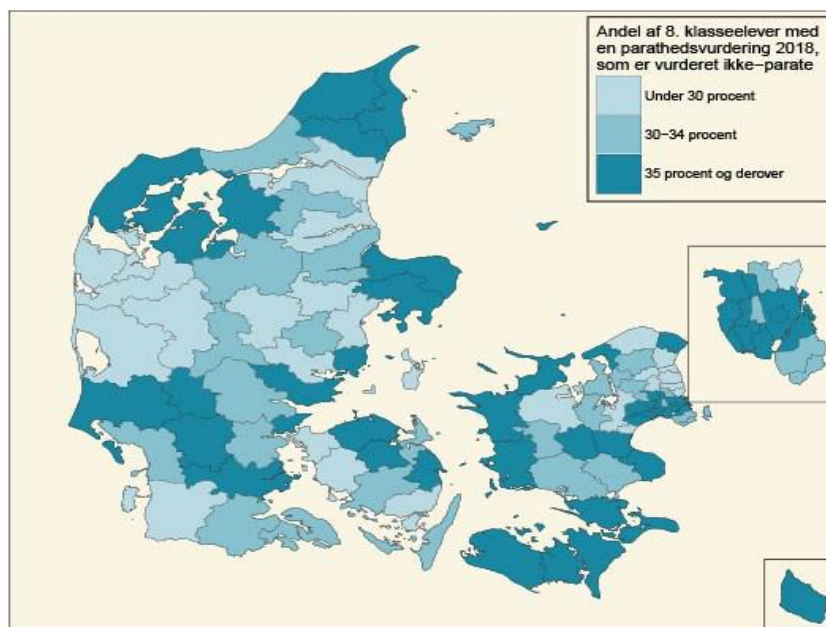 Andel af 8. klasseelever med
en parathedsvurdering 2018,
som er vurderet ikke–parate
Under 30 procent
30–34 procent
35 procent og derover